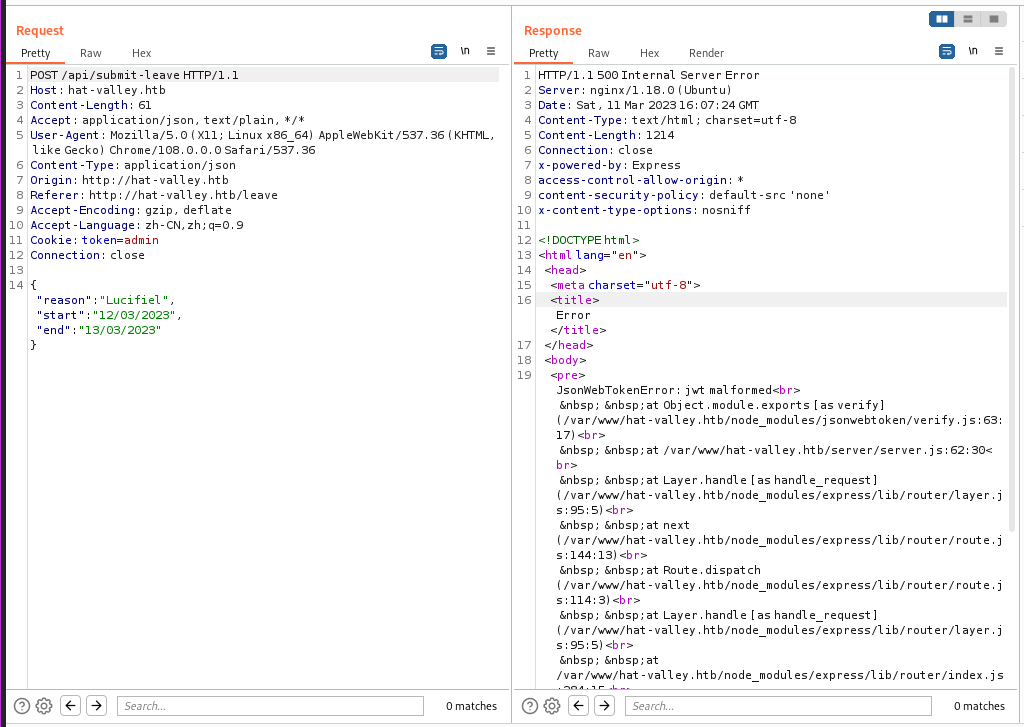 Request
Pretty Raw Hex \n
1 POST /api/submit-leave HTTP/1.1
2 Host: hat-valley.htb
3 Content-Length: 61
4 Accept: application/json, text/plain, */*
5 User-Agent: Mozilla/5.0 (X11; Linux x86_64) AppleWebKit/537.36 (KHTML,
like Gecko) Chrome/108.0.0.0 Safari/537.36
6 Content-Type: application/json
7 Origin: http://hat-valley.htb
8 Referer: http://hat-valley.htb/leave
9 Accept-Encoding: gzip, deflate
10 Accept-Language: zh-CN,zh;q=0.9
11 Cookie: token=admin
12 Connection: close
13
14 {
"reason":"Lucifiel",
"start":"12/03/2023",
"end":"13/03/2023"
}
Search...
0 matches
Response
Pretty Raw Hex Render \n
1 HTTP/1.1 500 Internal Server Error
2 Server: nginx/1.18.0 (Ubuntu)
3 Date: Sat, 11 Mar 2023 16:07:24 GMT
4 Content-Type: text/html; charset=utf-8
5 Content-Length: 1214
6 Connection: close
7 x-powered-by: Express
8 access-control-allow-origin: *
9 content-security-policy: default-src 'none'
10 x-content-type-options: nosniff
11
12 <!DOCTYPE html>
13 <html lang="en">
14 <head>
15 <meta charset="utf-8">
16 <title>
Error
</title>
17 </head>
18 <body>
19 <pre>
JsonWebTokenError: jwt malformed<br>
&nbsp; &nbsp;at Object.module.exports [as verify]
(/var/www/hat-valley.htb/node_modules/jsonwebtoken/verify.js:63:
17)<br>
&nbsp; &nbsp;at /var/www/hat-valley.htb/server/server.js:62:30<
br>
&nbsp; &nbsp;at Layer.handle [as handle_request]
(/var/www/hat-valley.htb/node_modules/express/lib/router/layer.j
s:95:5)<br>
&nbsp; &nbsp;at next
(/var/www/hat-valley.htb/node_modules/express/lib/router/route.j
s:144:13)<br>
&nbsp; &nbsp;at Route.dispatch
(/var/www/hat-valley.htb/node_modules/express/lib/router/route.j
s:114:3)<br>
&nbsp; &nbsp;at Layer.handle [as handle_request]
(/var/www/hat-valley.htb/node_modules/express/lib/router/layer.j
s:95:5)<br>
&nbsp; &nbsp;at
/var/www/hat-valley.htb/node_modules/express/lib/router/index.js
Search...
0 matches